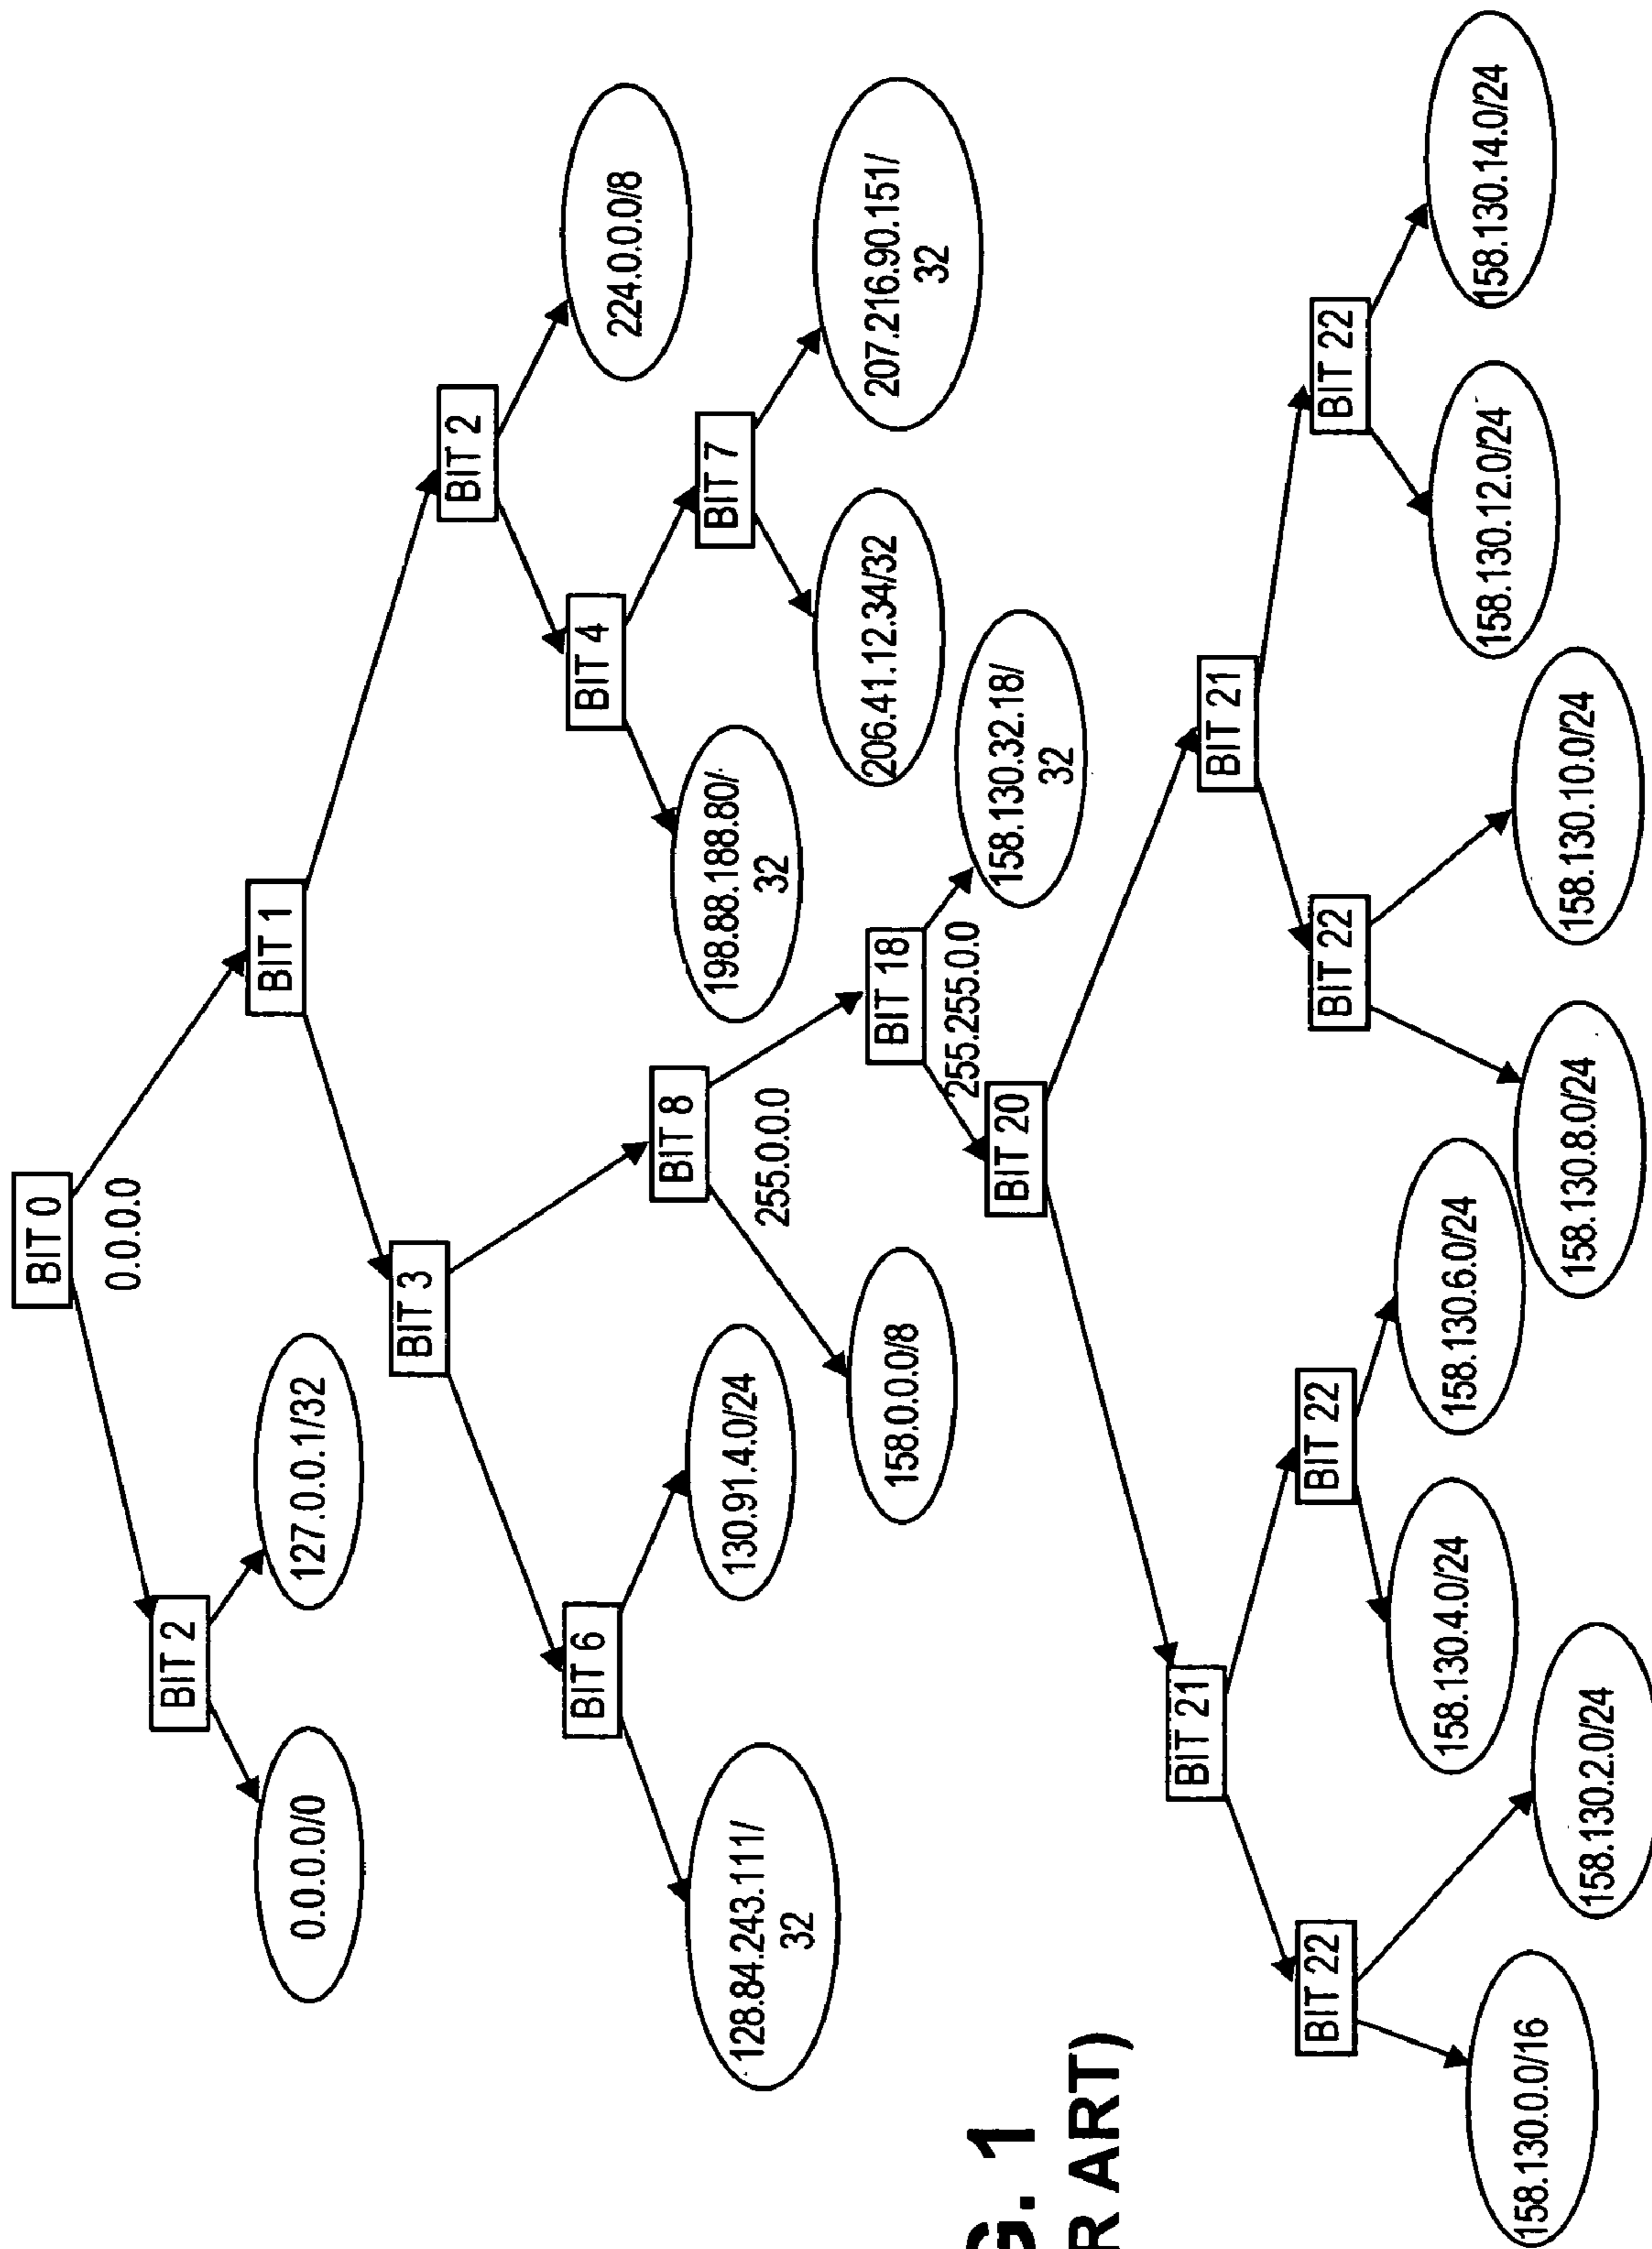 BIT 0
0.0.0.0
BIT 2
BIT 1
0.0.0.0/0
127.0.0.1/32
BIT 3
BIT 2
BIT 6
BIT 8
BIT 4
224.0.0.0/8
255.0.0.0
128.84.243.111/
32
130.91.4.0/24
198.88.188.80/
32
BIT 7
158.0.0.0/8
BIT 18
255.255.0.0
206.41.12.34/32
207.216.90.151/
32
BIT 20
158.130.32.18/
32
G. 1
R ART)
BIT 21
BIT 21
BIT 22
BIT 22
BIT 22
BIT 22
158.130.0.0/16
158.130.2.0/24
158.130.4.0/24
158.130.6.0/24
158.130.8.0/24
158.130.10.0/24
158.130.12.0/24
158.130.14.0/24